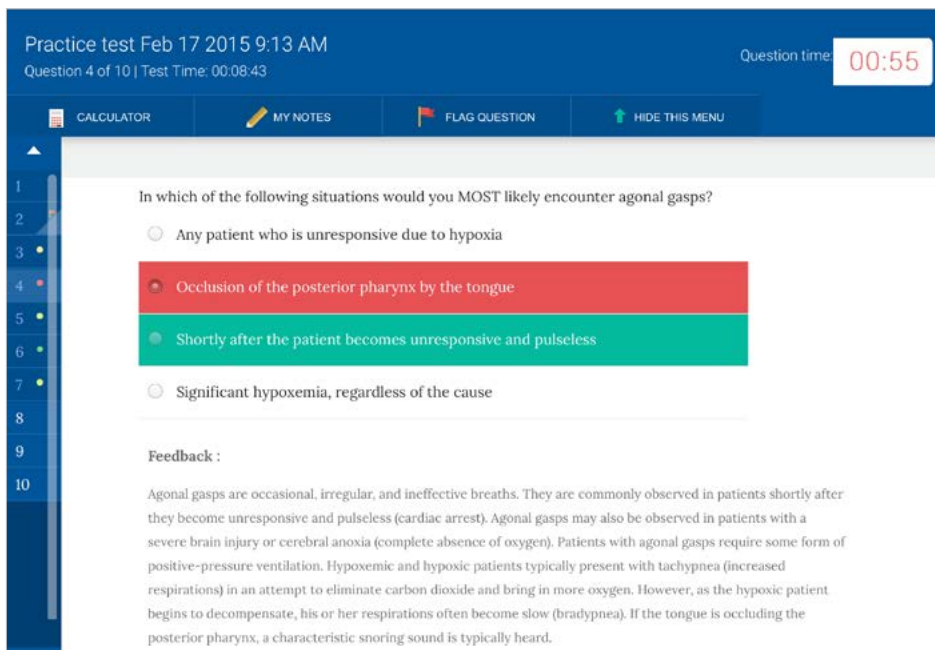 Practice test Feb 17 2015 9:13 AM
Question 4 of 10 | Test Time: 00:08:43
Question time: 00:55
CALCULATOR MY NOTES FLAG QUESTION HIDE THIS MENU
1
2
3
4
5
6
7
8
9
10
In which of the following situations would you MOST likely encounter agonal gasps?
Any patient who is unresponsive due to hypoxia
Occlusion of the posterior pharynx by the tongue
Shortly after the patient becomes unresponsive and pulseless
Significant hypoxemia, regardless of the cause
Feedback :
Agonal gasps are occasional, irregular, and ineffective breaths. They are commonly observed in patients shortly after
they become unresponsive and pulseless (cardiac arrest). Agonal gasps may also be observed in patients with a
severe brain injury or cerebral anoxia (complete absence of oxygen). Patients with agonal gasps require some form of
positive-pressure ventilation. Hypoxemic and hypoxic patients typically present with tachypnea (increased
respirations) in an attempt to eliminate carbon dioxide and bring in more oxygen. However, as the hypoxic patient
begins to decompensate, his or her respirations often become slow (bradypnea). If the tongue is occluding the
posterior pharynx, a characteristic snoring sound is typically heard.